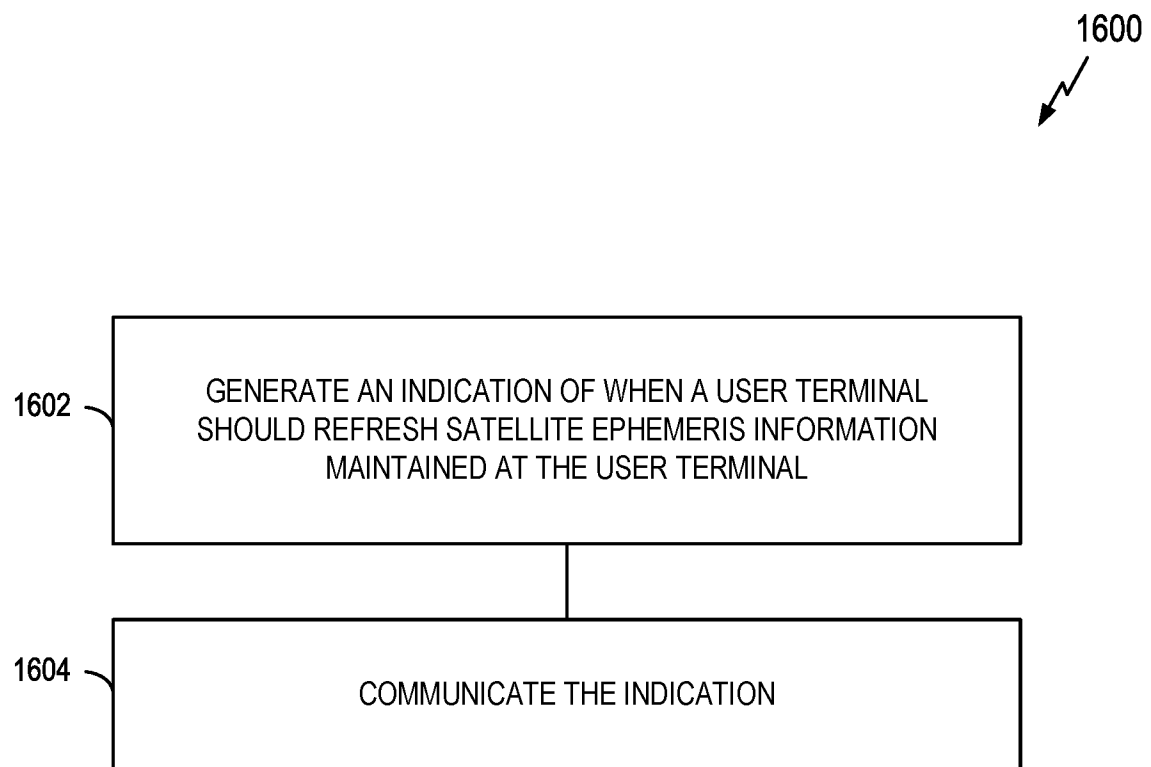 1600
1602
GENERATE AN INDICATION OF WHEN A USER TERMINAL
SHOULD REFRESH SATELLITE EPHEMERIS INFORMATION
MAINTAINED AT THE USER TERMINAL
1604
COMMUNICATE THE INDICATION